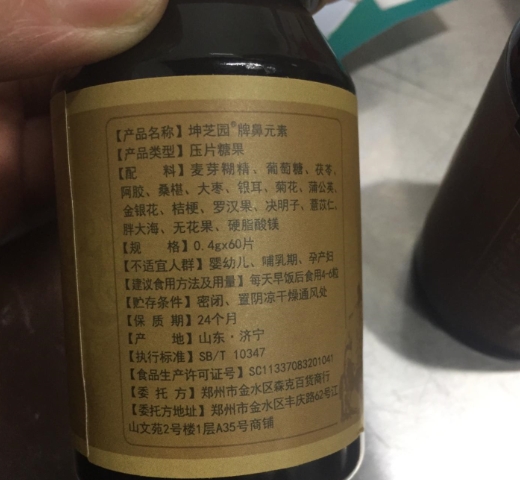 【产品名称】坤芝园®牌鼻元素
【产品类型】压片糖果
【配 料】麦芽糊精、葡萄糖、茯苓、
阿胶、桑椹、大枣、银耳、菊花、蒲公英、
金银花、桔梗、罗汉果、决明子、薏苡仁、
胖大海、无花果、硬脂酸镁
【规 格】0.4gx60片
【不适宜人群】婴幼儿、哺乳期、孕产妇
【建议食用方法及用量】每天早饭后食用4-6粒
【贮存条件】密闭、置阴凉干燥通风处
【保 质 期】24个月
【产 地】山东·济宁
【执行标准】SB/T 10347
【食品生产许可证号】SC11337083201041
【委 托 方】郑州市金水区森克百货商行
【委托方地址】郑州市金水区丰庆路62号江
山文苑2号楼1层A35号商铺